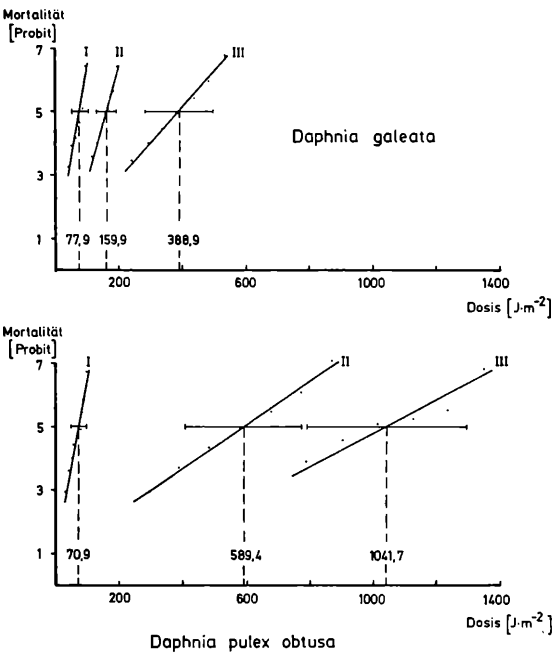 Mortalität
[Probit]
7
I
II
III
5
Daphnia galeata
3
1
77,9
159,9
388,9
200
600
1000
1400
Dosis [J·m-2]
Mortalität
[Probit]
7
I
II
III
5
3
1
70,9
589,4
1041,7
200
600
1000
1400
Dosis [J·m-2]
Daphnia pulex obtusa